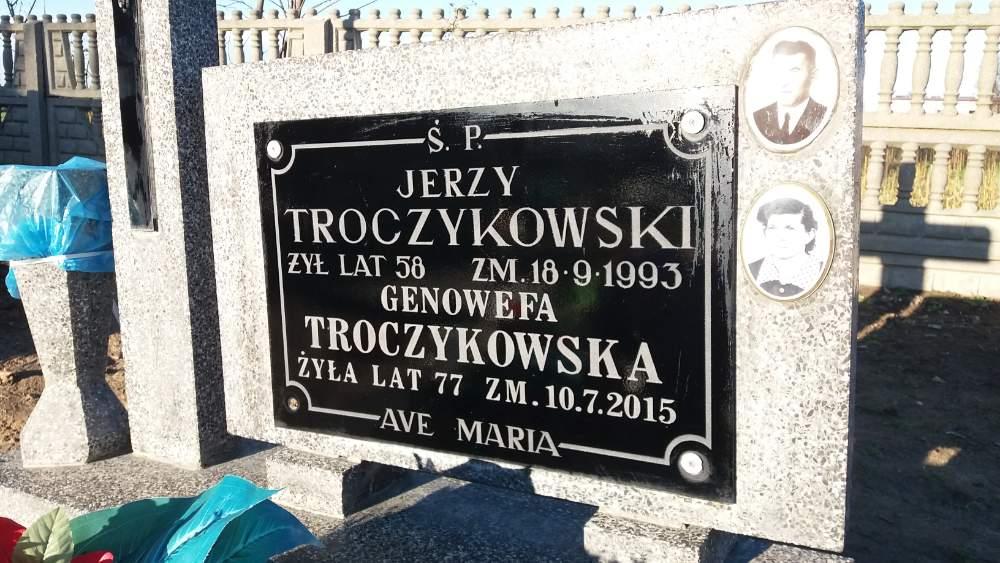 Ś. P.
JERZY
TROCZYKOWSKI
ŻYŁ LAT 58 ZM. 18·9·1993
GENOWEFA
TROCZYKOWSKA
ŻYŁA LAT 77 ZM. 10.7.2015
AVE MARIA